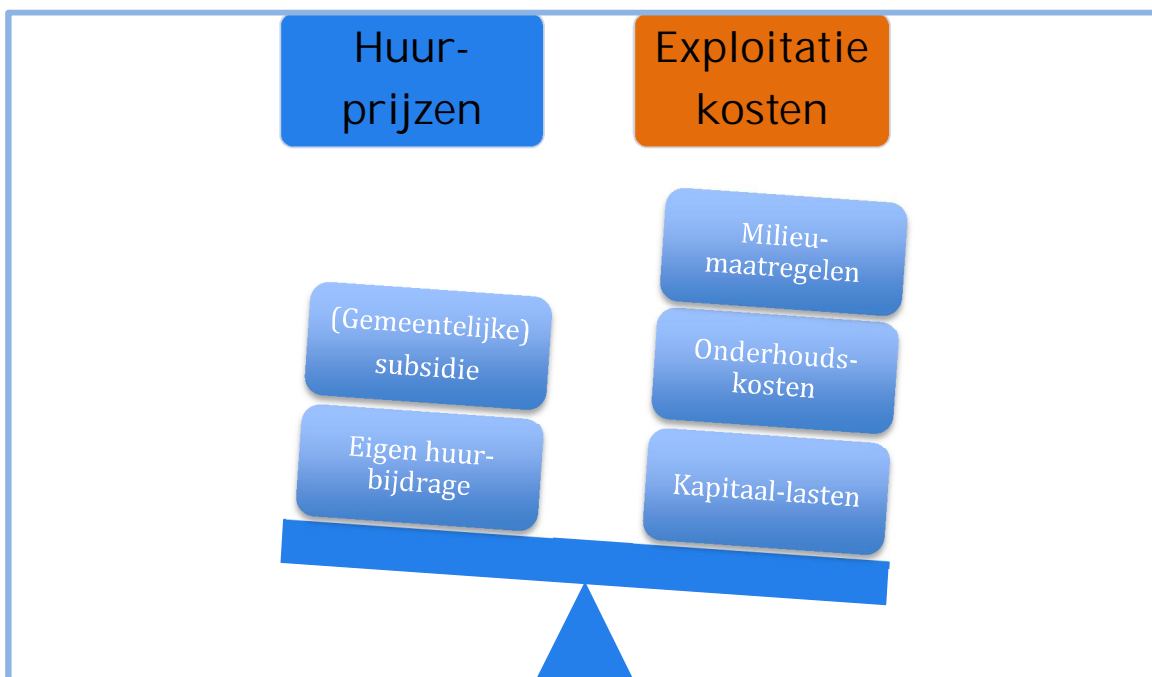 Huur-
prijzen
Exploitatie
kosten
(Gemeentelijke)
subsidie
Eigen huur-
bijdrage
Milieu-
maatregelen
Onderhouds-
kosten
Kapitaal-lasten